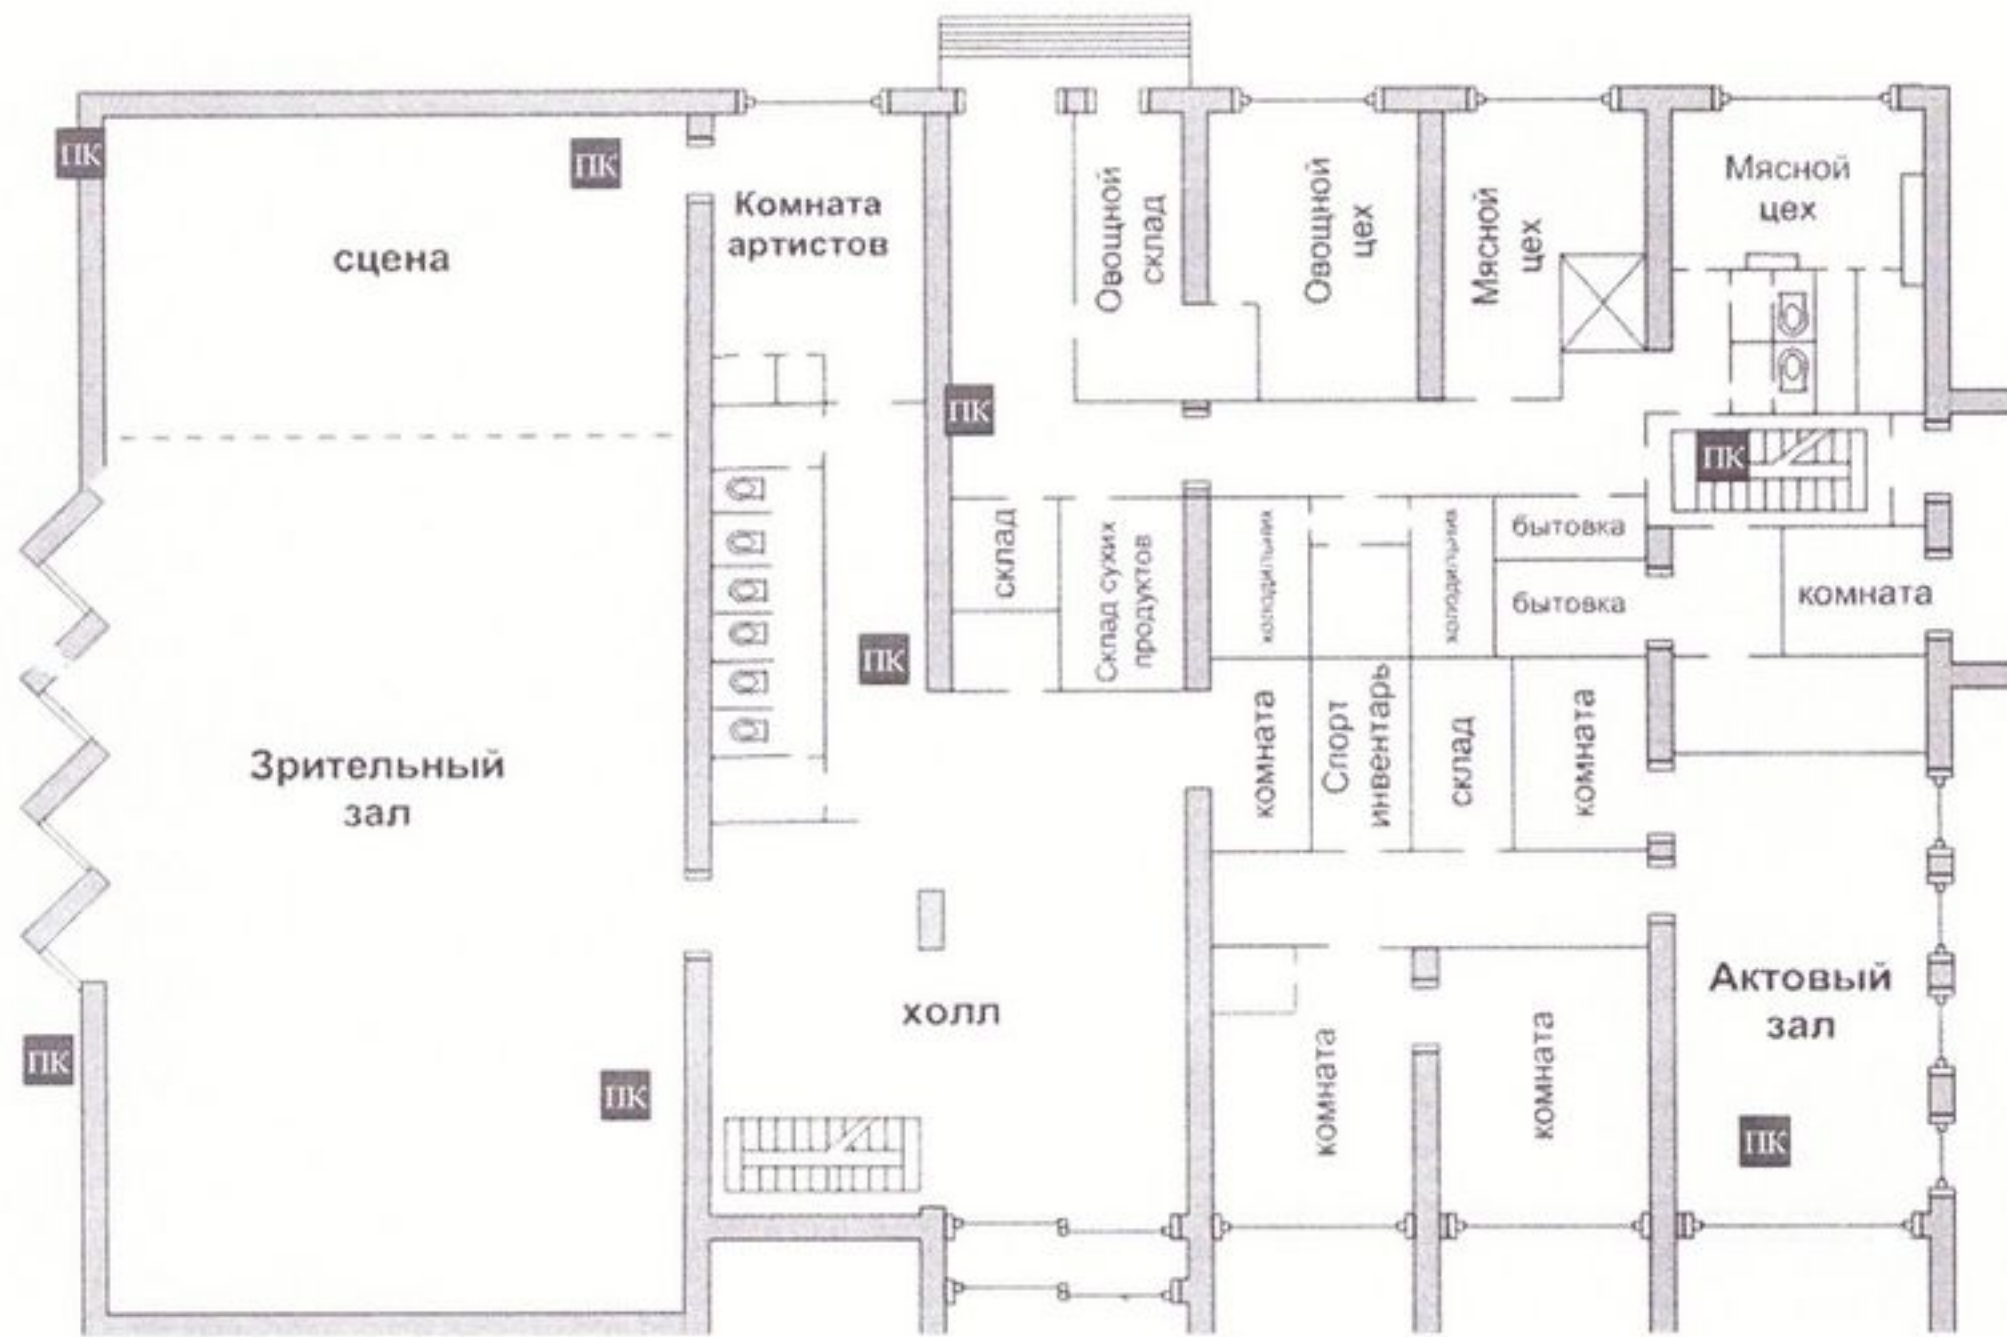 ПК
ПК
сцена
Комната
артистов
Овощной
склад
Овощной
цех
Мясной
цех
Мясной
цех
ПК
ПК
склад
Склад сухих
продуктов
холодильник
холодильник
бытовка
бытовка
комната
ПК
Зрительный
зал
комната
Спорт
инвентарь
склад
комната
холл
комната
комната
Актовый
зал
ПК
ПК
ПК